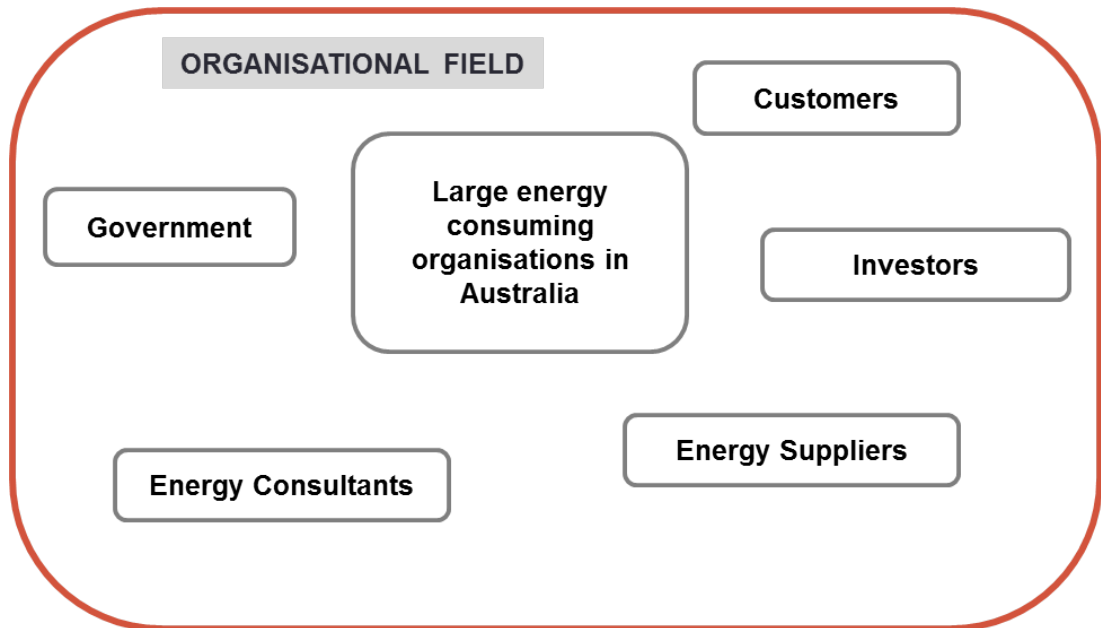 ORGANISATIONAL FIELD
Customers
Large energy
consuming
organisations in
Australia
Government
Investors
Energy Suppliers
Energy Consultants